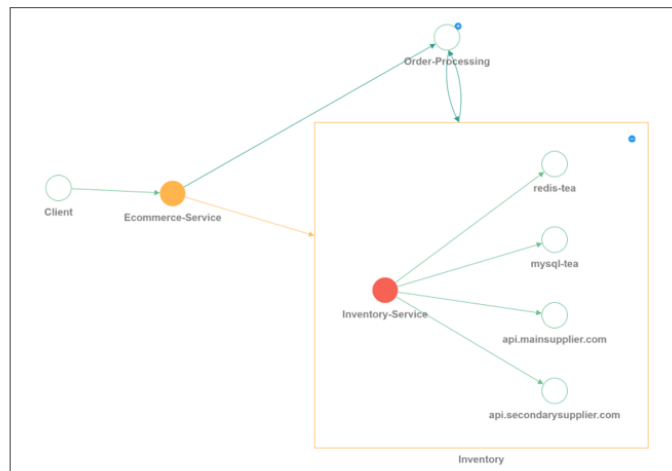 Order-Processing
redis-tea
Client
Ecommerce-Service
mysql-tea
Inventory-Service
api.mainsupplier.com
api.secondarysupplier.com
Inventory